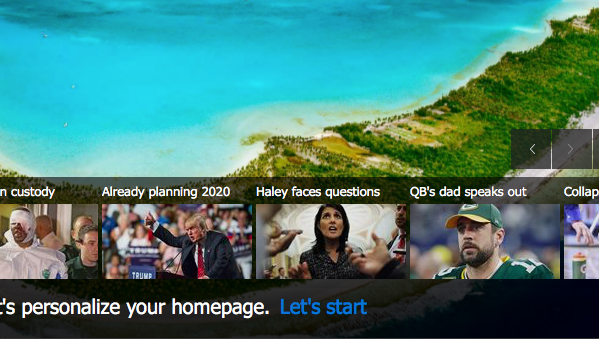 n custody
Already planning 2020
Haley faces questions
QB's dad speaks out
Collap
TRUMP
t's personalize your homepage. Let's start